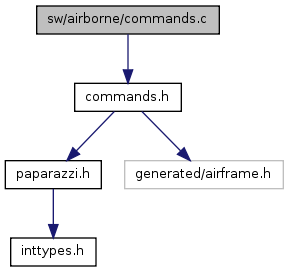 sw/airborne/commands.c
commands.h
paparazzi.h
generated/airframe.h
inttypes.h